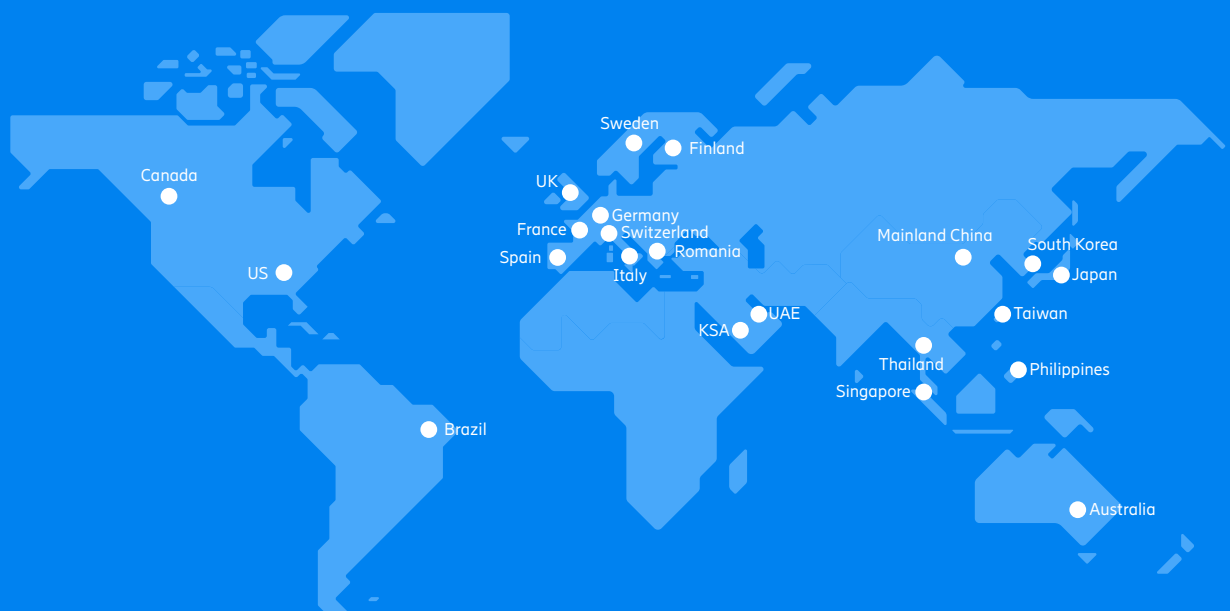 Sweden
Finland
Canada
UK
Germany
France
Switzerland
Mainland China
South Korea
Spain
Romania
US
Italy
Japan
UAE
Taiwan
KSA
Thailand
Philippines
Singapore
Brazil
Australia